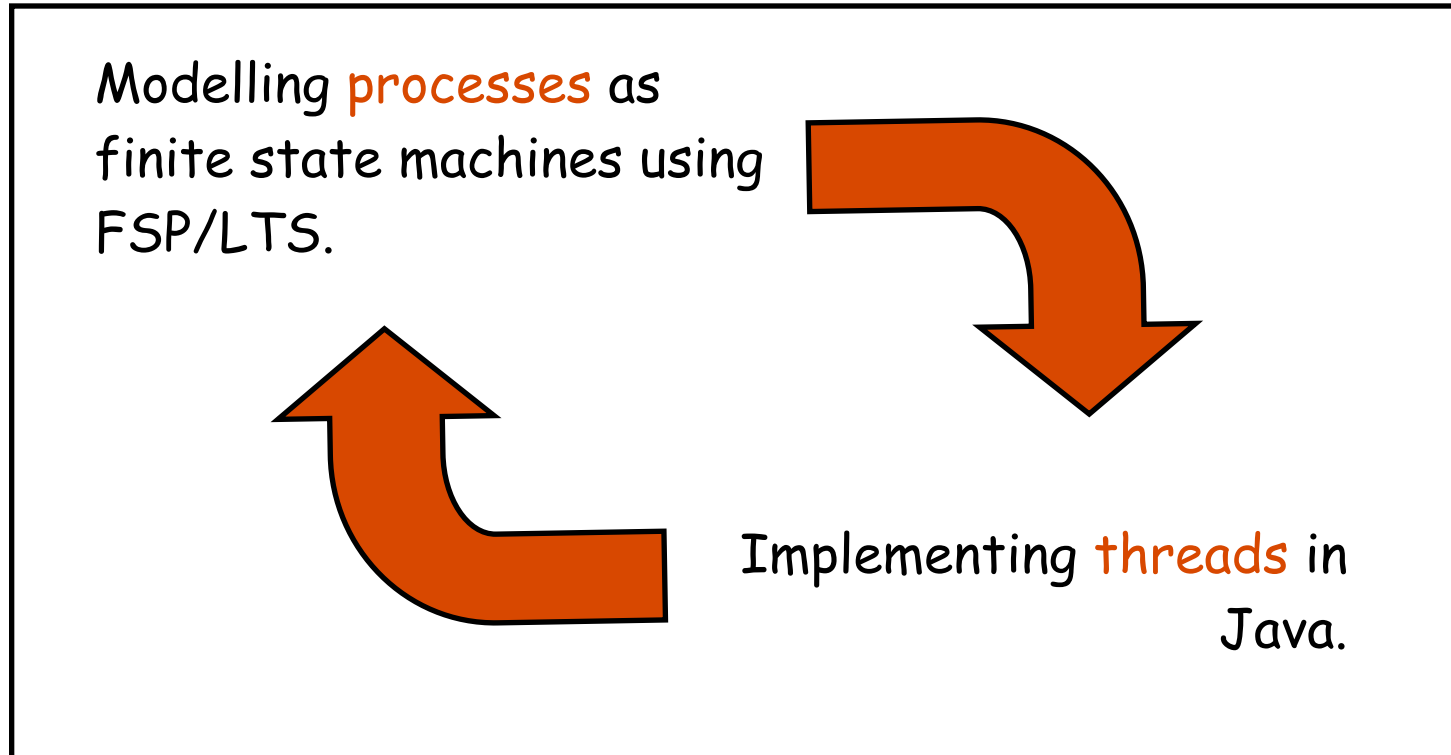 Modelling processes as
finite state machines using
FSP/LTS.
Implementing threads in
Java.